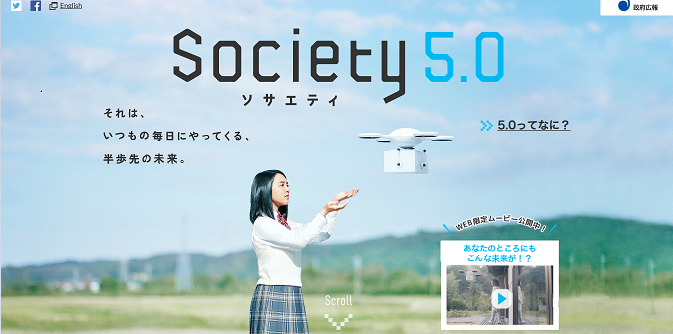 English
政府広報
Society 5.0
ソサエティ
それは、
いつもの毎日にやってくる、
半歩先の未来。
5.0ってなに？
WEB限定ムービー公開中！
あなたのところにも
こんな未来が！？
Scroll